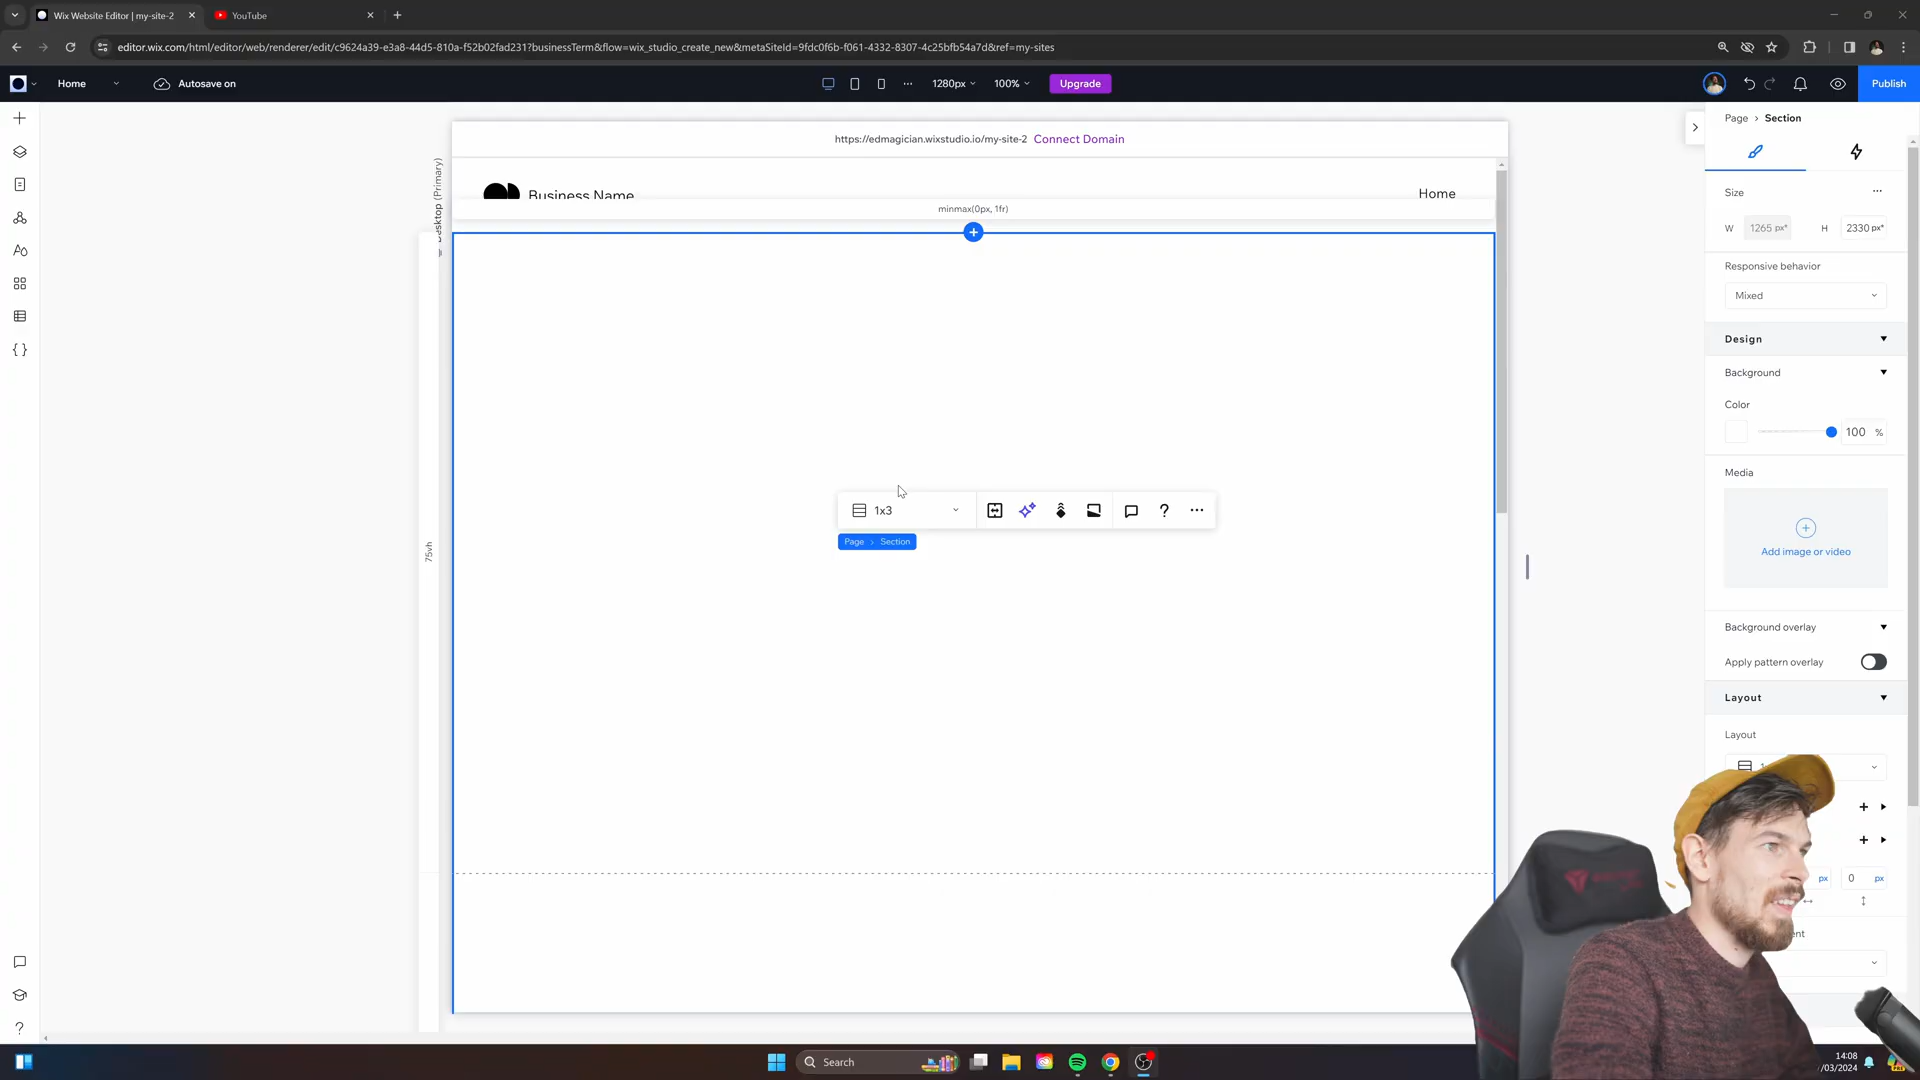 Wix Website Editor | my-site-2
YouTube
editor.wix.com/html/editor/web/renderer/edit/c9624a39-e3a8-44d5-810a-f52b02fad231?businessTerm&flow=wix_studio_create_new&metaSiteId=9fdc0f6b-f061-4332-8307-4c25bfb54a7d&ref=my-sites
Home
Autosave on
1280px
100%
Upgrade
Publish
https://edmagician.wixstudio.io/my-site-2 Connect Domain
Desktop (Primary)
Business Name
Home
minmax(0px, 1fr)
75vh
1x3
?
Page > Section
Page > Section
Size
W 1265 px* H 2330 px*
Responsive behavior
Mixed
Design
Background
Color
100 %
Media
Add image or video
Background overlay
Apply pattern overlay
Layout
Layout
px 0 px
?
Search
14:08
/03/2024